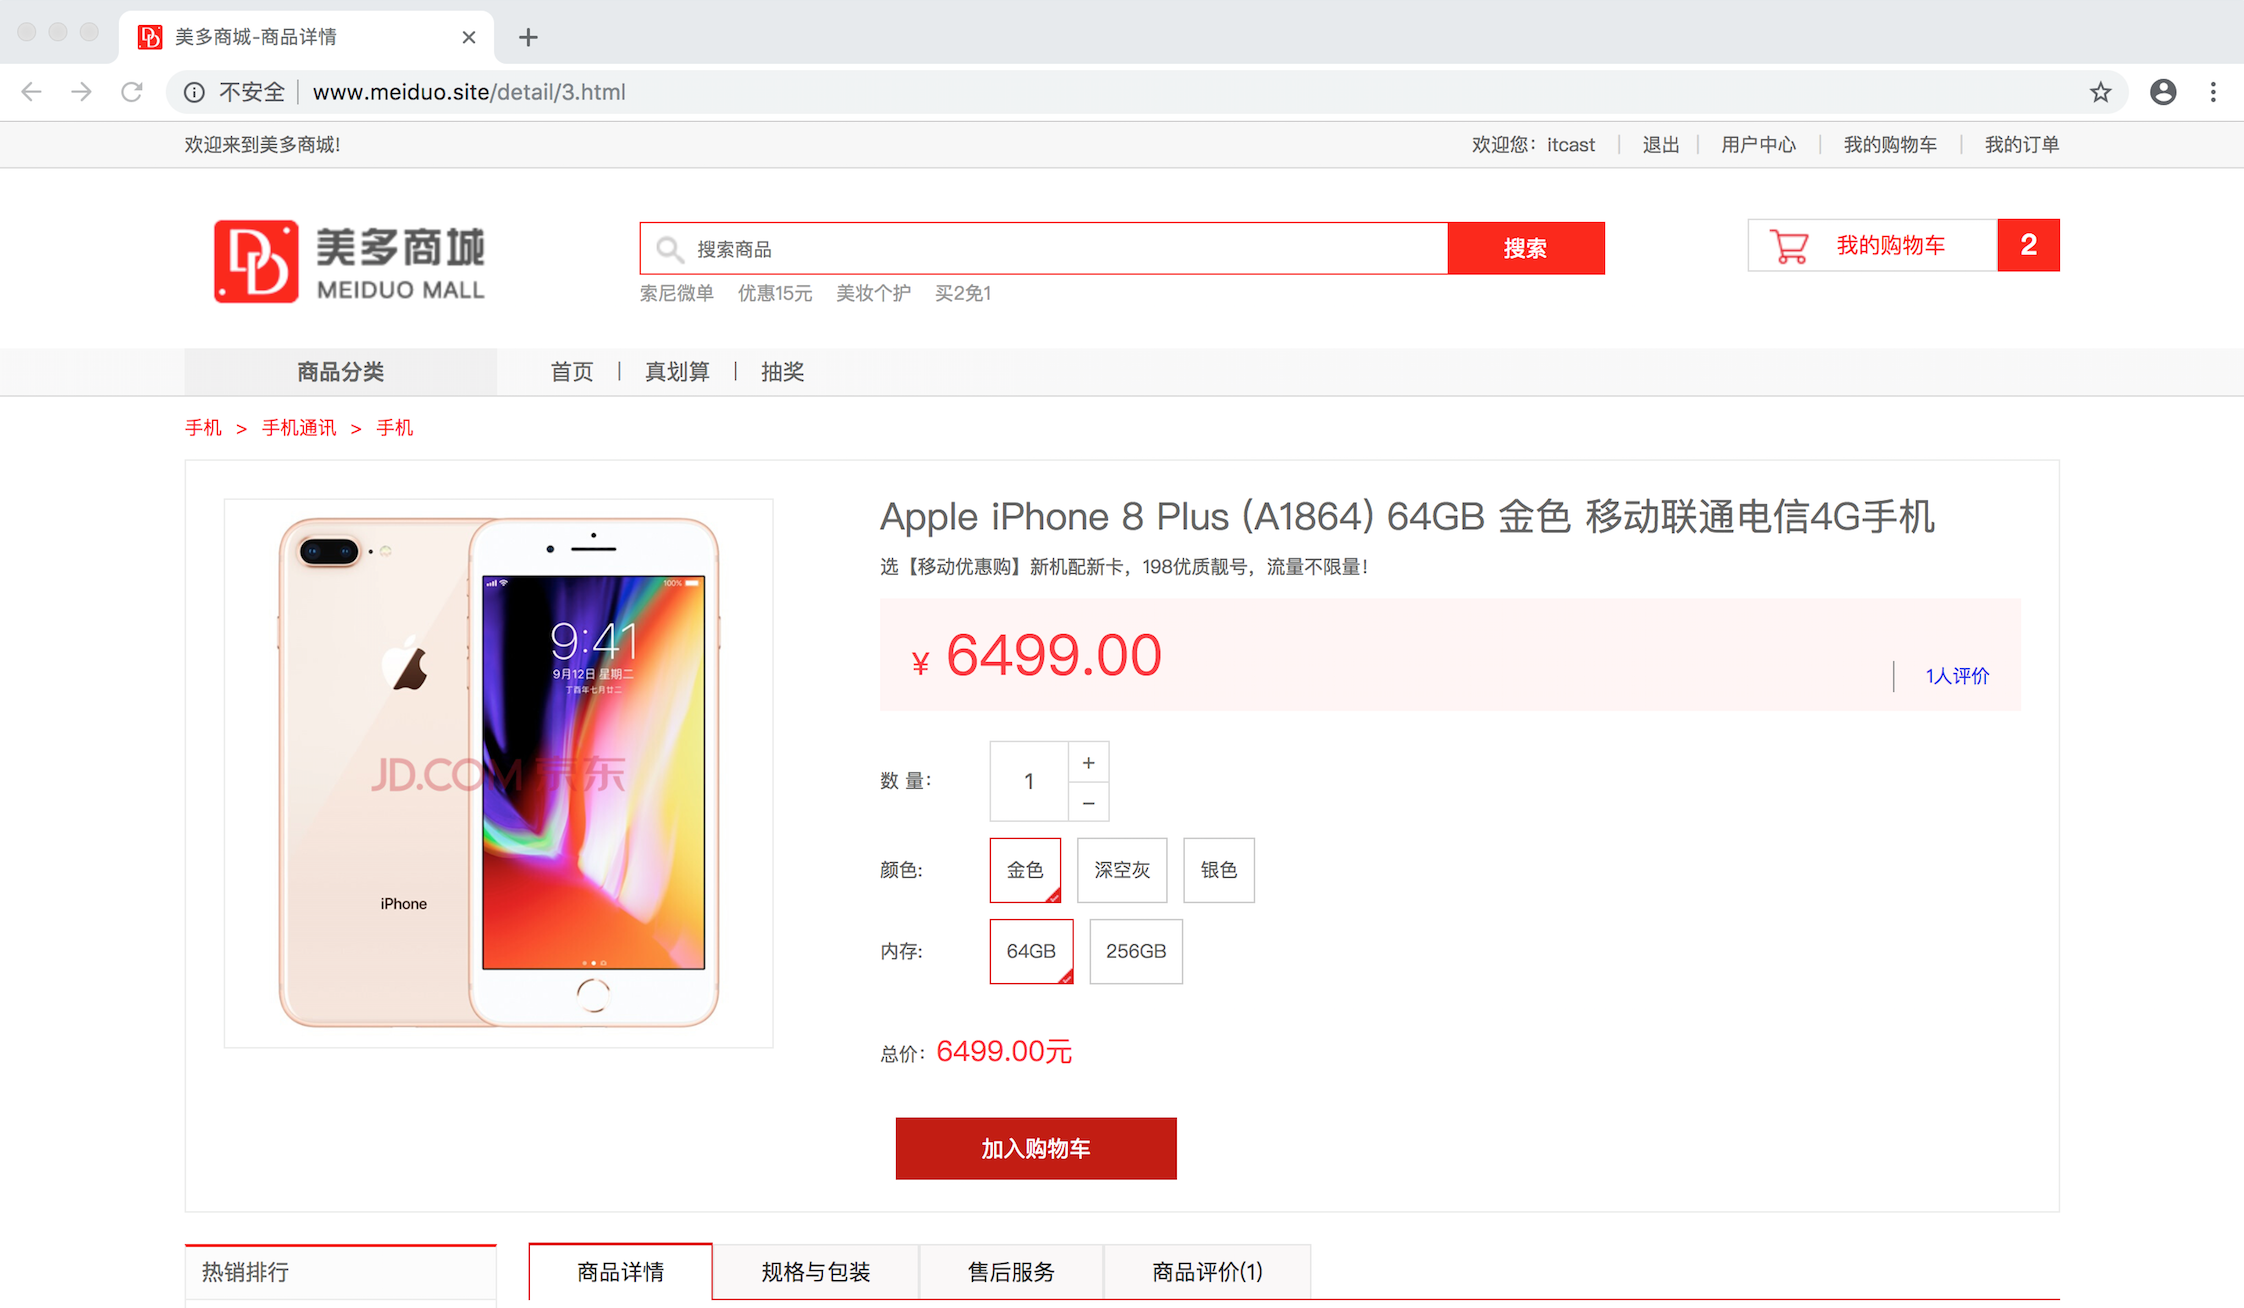 美多商城-商品详情
不安全 www.meiduo.site/detail/3.html
欢迎来到美多商城!
欢迎您：itcast 退出 用户中心 我的购物车 我的订单
美多商城
MEIDUO MALL
搜索商品 搜索
我的购物车 2
索尼微单 优惠15元 美妆个护 买2免1
商品分类 首页 | 真划算 | 抽奖
手机 > 手机通讯 > 手机
Apple iPhone 8 Plus (A1864) 64GB 金色 移动联通电信4G手机
选【移动优惠购】新机配新卡，198优质靓号，流量不限量！
¥ 6499.00
1人评价
100%
9:41
9月12日 星期二
丁酉年七月廿二
JD.COM 京东
iPhone
数 量： 1 + −
颜色: 金色 深空灰 银色
内存: 64GB 256GB
总价：6499.00元
加入购物车
热销排行
商品详情 规格与包装 售后服务 商品评价(1)